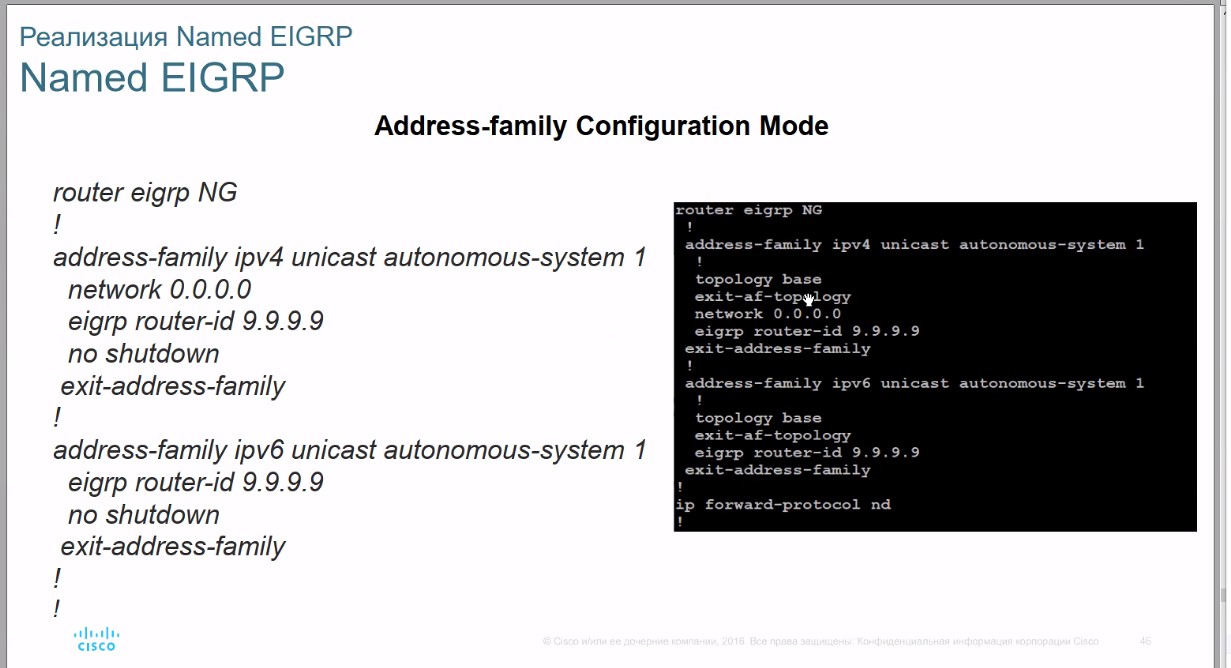 Реализация Named EIGRP
Named EIGRP
Address-family Configuration Mode
router eigrp NG
!
address-family ipv4 unicast autonomous-system 1
network 0.0.0.0
eigrp router-id 9.9.9.9
no shutdown
exit-address-family
!
address-family ipv6 unicast autonomous-system 1
eigrp router-id 9.9.9.9
no shutdown
exit-address-family
!
!
router eigrp NG
!
address-family ipv4 unicast autonomous-system 1
!
topology base
exit-af-topology
network 0.0.0.0
eigrp router-id 9.9.9.9
exit-address-family
!
address-family ipv6 unicast autonomous-system 1
!
topology base
exit-af-topology
eigrp router-id 9.9.9.9
exit-address-family
!
ip forward-protocol nd
!
CISCO
© Cisco и/или ее дочерние компании, 2016. Все права защищены. Конфиденциальная информация корпорации Cisco
46